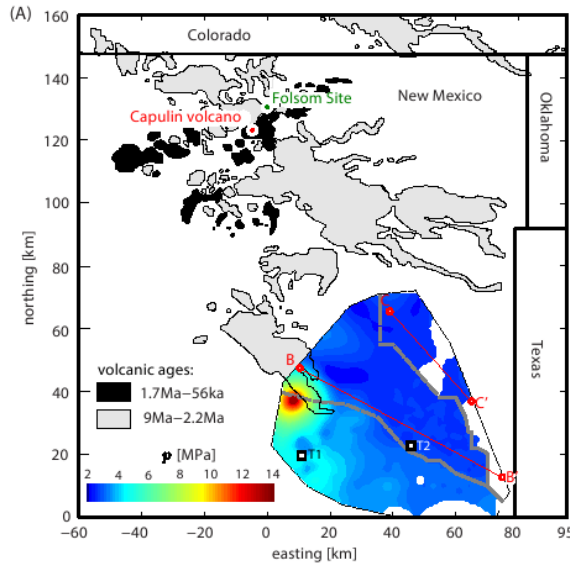 (A)
160
Colorado
140
Folsom Site
New Mexico
Oklahoma
Capulin volcano
120
100
northing [km]
80
60
B
Texas
volcanic ages:
1.7Ma−56ka
40
C'
9Ma−2.2Ma
p [MPa]
T1
T2
20
B'
2 4 6 8 10 12 14
0
−60 −40 −20 0 20 40 60 80 95
easting [km]